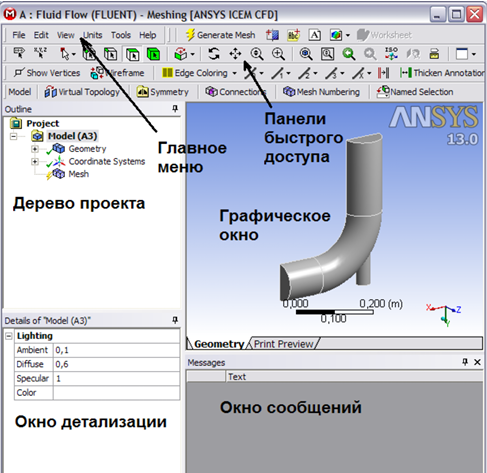 A : Fluid Flow (FLUENT) - Meshing [ANSYS ICEM CFD]
File Edit View Units Tools Help Generate Mesh A Worksheet
Show Vertices Wireframe Edge Coloring Thicken Annotation
Model Virtual Topology Symmetry Connections Mesh Numbering Named Selection
Outline
Project
Model (A3)
Geometry
Coordinate Systems
Mesh
Главное
меню
Дерево проекта
Панели
быстрого
доступа
ANSYS
13.0
Графическое
окно
0,000 0,200 (m)
0,100
X Z
Y
Geometry Print Preview
Details of "Model (A3)"
Lighting
Ambient 0,1
Diffuse 0,6
Specular 1
Color
Окно детализации
Messages
Text
Окно сообщений